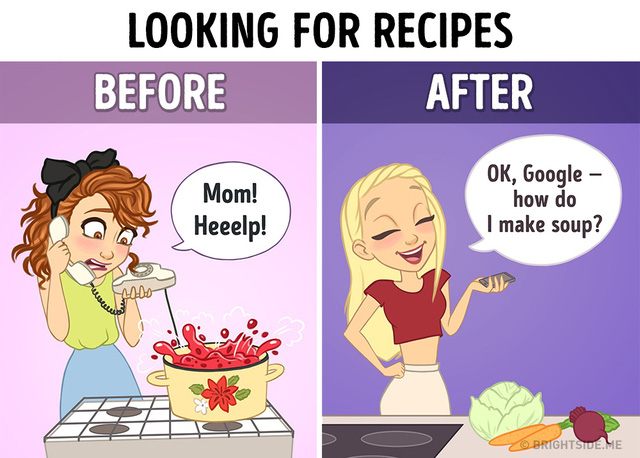 LOOKING FOR RECIPES
BEFORE
AFTER
Mom!
Heeelp!
OK, Google –
how do
I make soup?
© BRIGHTSIDE.ME